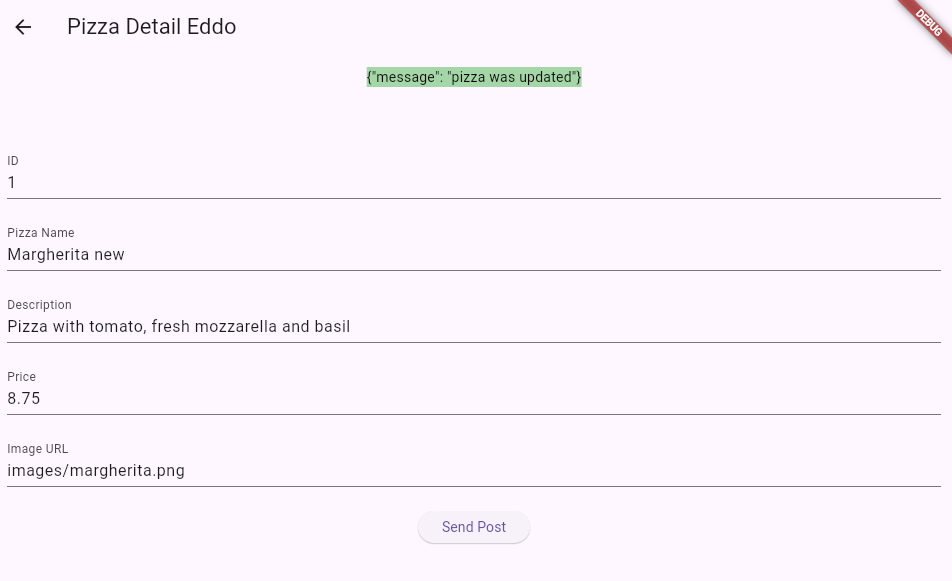 Pizza Detail Eddo
DEBUG
{"message": "pizza was updated"}
ID
1
Pizza Name
Margherita new
Description
Pizza with tomato, fresh mozzarella and basil
Price
8.75
Image URL
images/margherita.png
Send Post